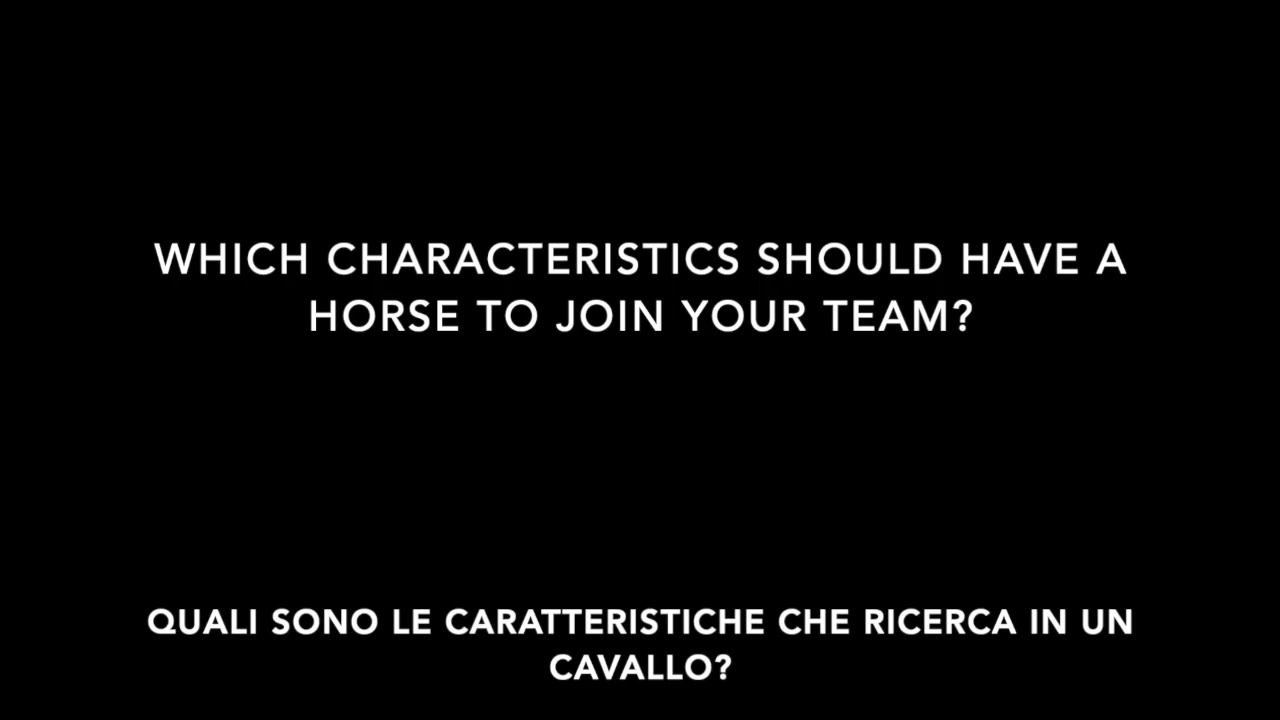 WHICH CHARACTERISTICS SHOULD HAVE A
HORSE TO JOIN YOUR TEAM?
QUALI SONO LE CARATTERISTICHE CHE RICERCA IN UN
CAVALLO?